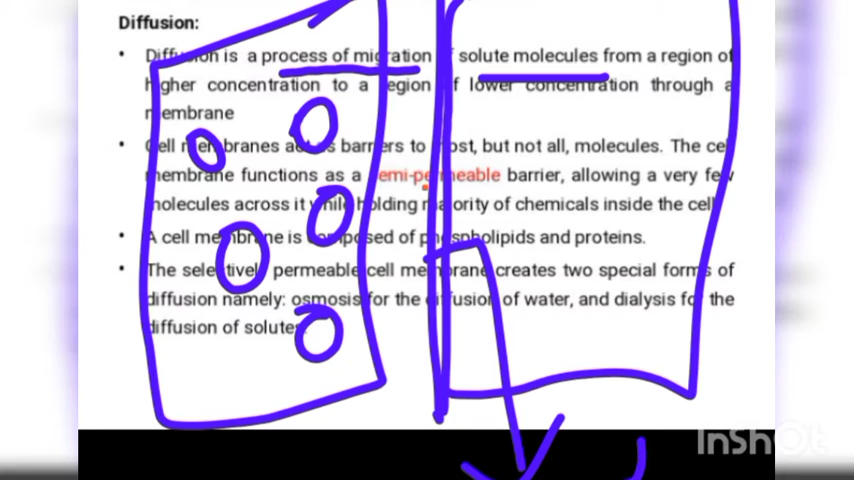 Diffusion:
• Diffusion is a process of migration of solute molecules from a region of
higher concentration to a region of lower concentration through a
membrane
• Cell membranes act as barriers to most, but not all, molecules. The cell
membrane functions as a semi-permeable barrier, allowing a very few
molecules across it while holding majority of chemicals inside the cell
• A cell membrane is composed of phospholipids and proteins.
• The selectively permeable cell membrane creates two special forms of
diffusion namely: osmosis for the diffusion of water, and dialysis for the
diffusion of solutes
InShOt